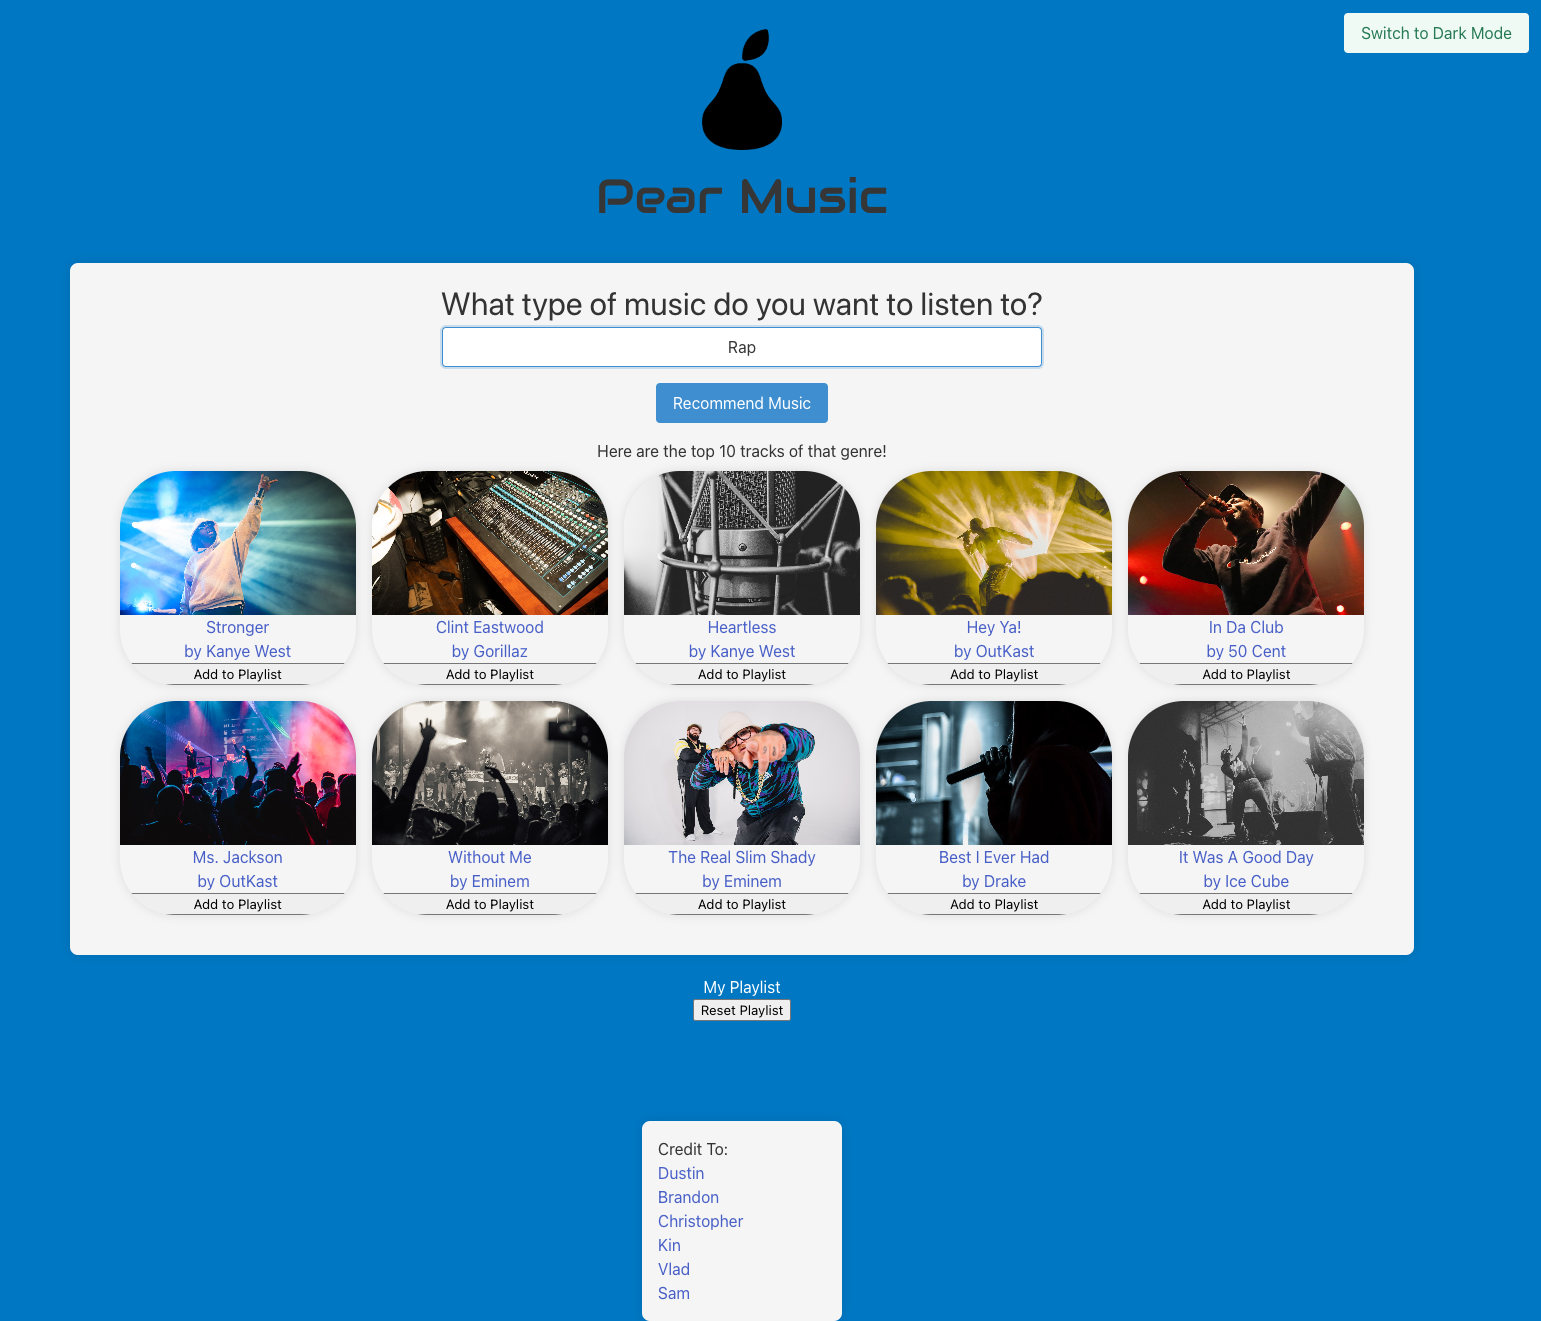 Switch to Dark Mode
Pear Music
What type of music do you want to listen to?
Rap
Recommend Music
Here are the top 10 tracks of that genre!
Stronger
by Kanye West
Add to Playlist
Clint Eastwood
by Gorillaz
Add to Playlist
Heartless
by Kanye West
Add to Playlist
Hey Ya!
by OutKast
Add to Playlist
In Da Club
by 50 Cent
Add to Playlist
Ms. Jackson
by OutKast
Add to Playlist
Without Me
by Eminem
Add to Playlist
The Real Slim Shady
by Eminem
Add to Playlist
Best I Ever Had
by Drake
Add to Playlist
It Was A Good Day
by Ice Cube
Add to Playlist
My Playlist
Reset Playlist
Credit To:
Dustin
Brandon
Christopher
Kin
Vlad
Sam